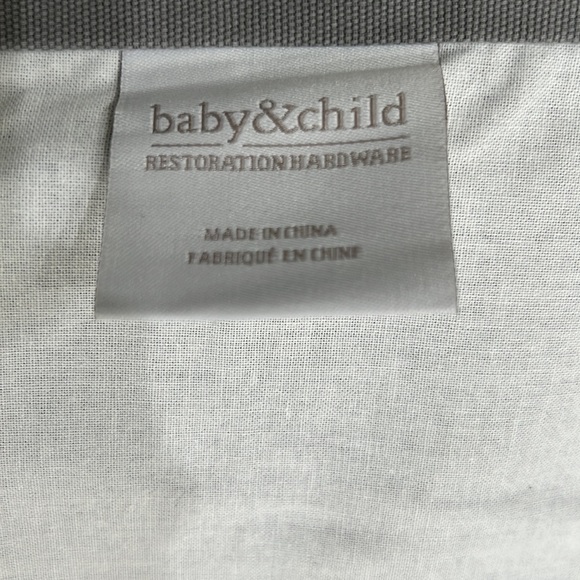 baby&child
RESTORATION HARDWARE
MADE IN CHINA
FABRIQUÉ EN CHINE